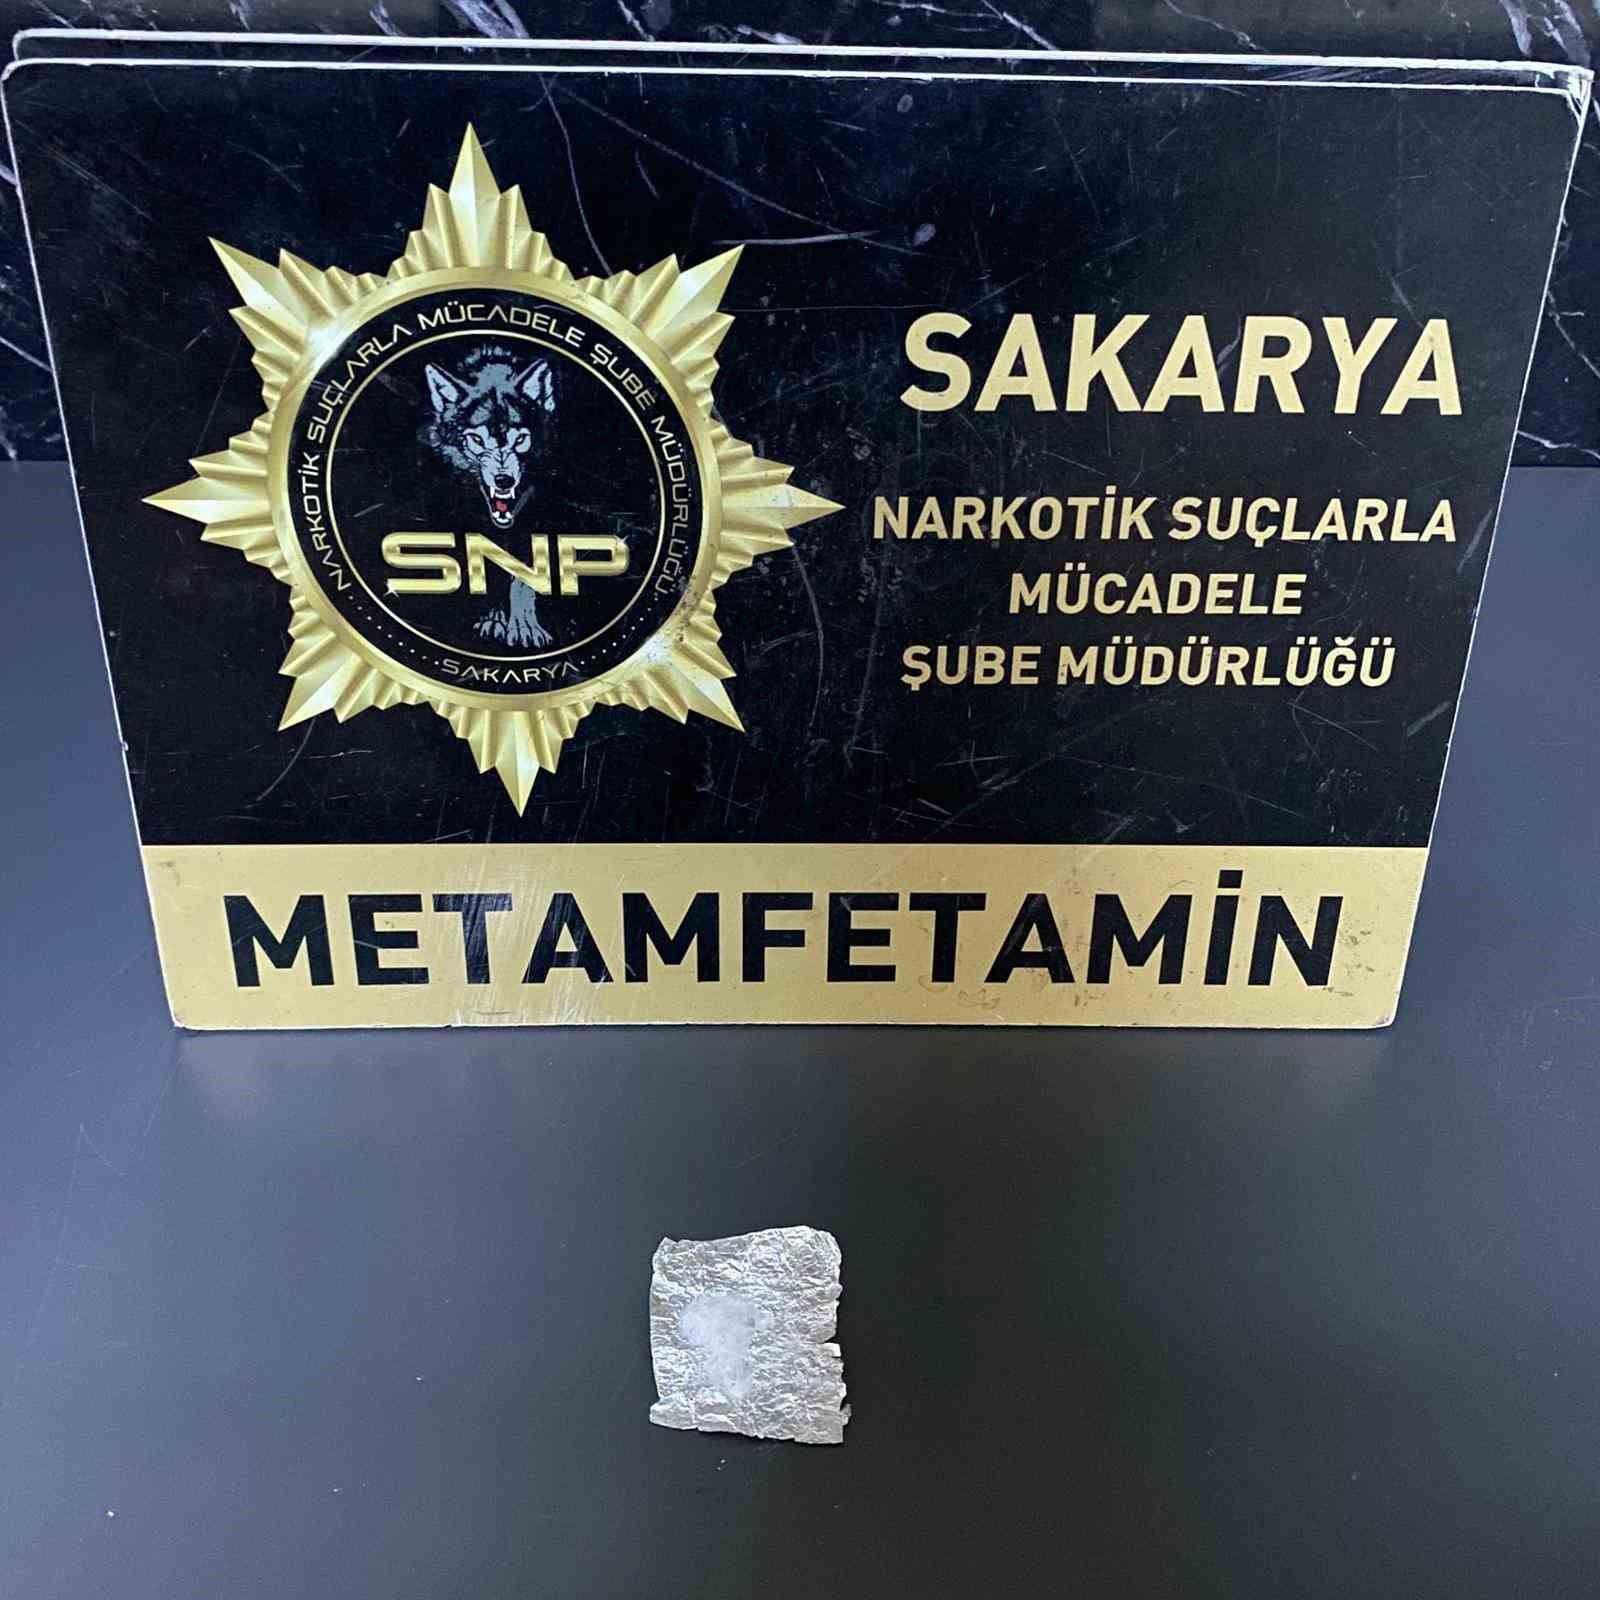 NARKOTİK SUÇLARLA MÜCADELE ŞUBE MÜDÜRLÜĞÜ
SNP
SAKARYA
SAKARYA
NARKOTİK SUÇLARLA
MÜCADELE
ŞUBE MÜDÜRLÜĞÜ
METAMFETAMİN